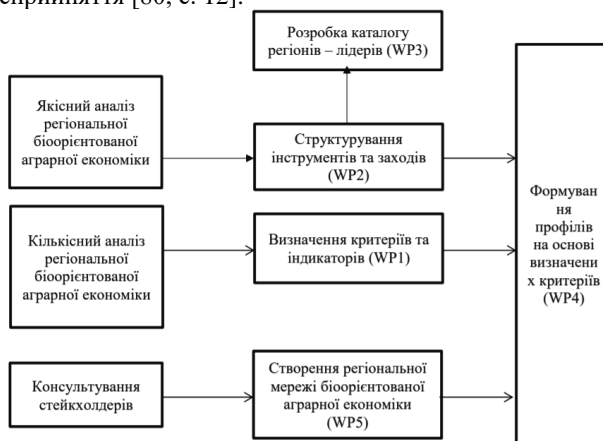 сприйняття [80, с. 12].
Розробка каталогу
регіонів – лідерів (WP3)
Якісний аналіз
регіональної
біоорієнтованої
аграрної економіки
Структурування
інструментів та заходів
(WP2)
Кількісний аналіз
регіональної
біоорієнтованої
аграрної економіки
Визначення критеріїв та
індикаторів (WP1)
Консультування
стейкхолдерів
Створення регіональної
мережі біоорієнтованої
аграрної економіки
(WP5)
Формуван
ня
профілів
на основі
визначени
х критеріїв
(WP4)